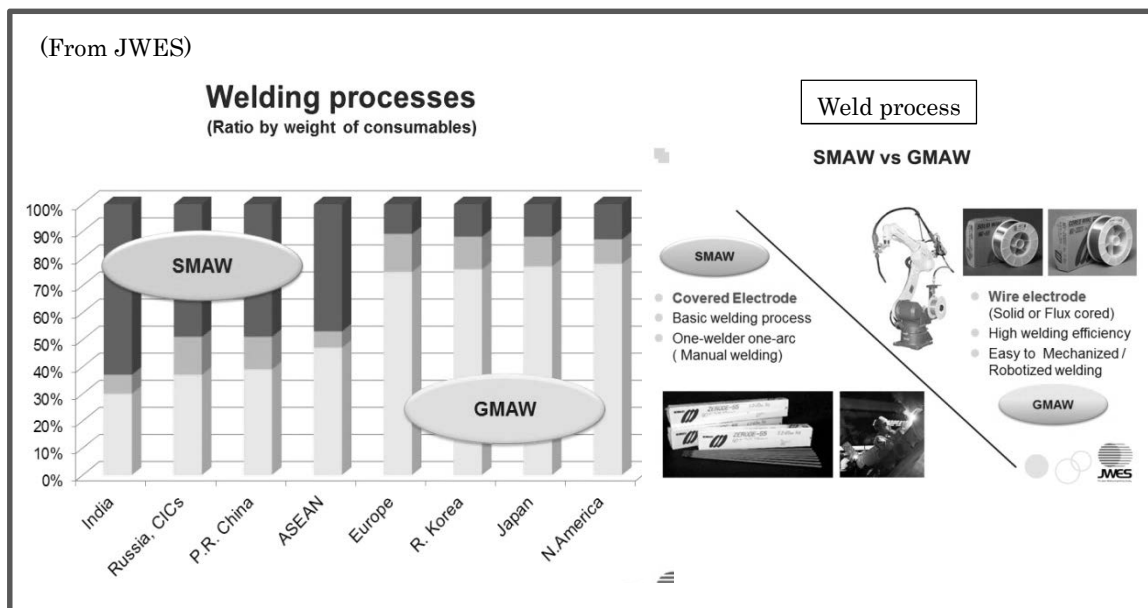 (From JWES)
Welding processes
(Ratio by weight of consumables)
100%
90%
80%
70%
60%
50%
40%
30%
20%
10%
0%
SMAW
GMAW
India
Russia, CICs
P.R. China
ASEAN
Europe
R. Korea
Japan
N.America
Weld process
SMAW vs GMAW
SMAW
Covered Electrode
Basic welding process
One-welder one-arc
( Manual welding)
Wire electrode
(Solid or Flux cored)
High welding efficiency
Easy to Mechanized /
Robotized welding
GMAW
JWES